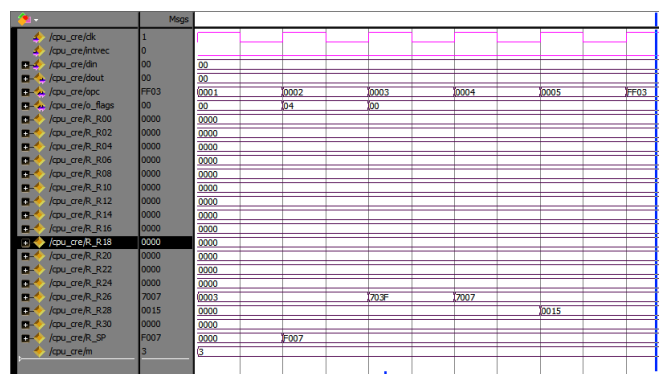 Msgs
/cpu_cre/clk 1
/cpu_cre/intvec 0
/cpu_cre/din 00 00
/cpu_cre/dout 00 00
/cpu_cre/opc FF03 0001 0002 0003 0004 0005 FF03
/cpu_cre/o_flags 00 00 04 00
/cpu_cre/R_R00 0000 0000
/cpu_cre/R_R02 0000 0000
/cpu_cre/R_R04 0000 0000
/cpu_cre/R_R06 0000 0000
/cpu_cre/R_R08 0000 0000
/cpu_cre/R_R10 0000 0000
/cpu_cre/R_R12 0000 0000
/cpu_cre/R_R14 0000 0000
/cpu_cre/R_R16 0000 0000
/cpu_cre/R_R18 0000 0000
/cpu_cre/R_R20 0000 0000
/cpu_cre/R_R22 0000 0000
/cpu_cre/R_R24 0000 0000
/cpu_cre/R_R26 7007 0003 703F 7007
/cpu_cre/R_R28 0015 0000 0015
/cpu_cre/R_R30 0000 0000
/cpu_cre/R_SP F007 0000 F007
/cpu_cre/m 3 3